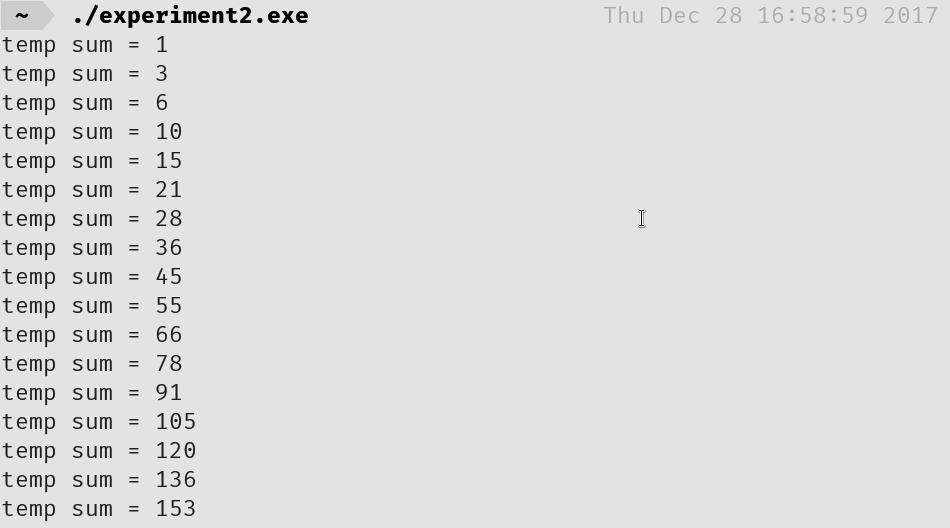 ~ ./experiment2.exe Thu Dec 28 16:58:59 2017
temp sum = 1
temp sum = 3
temp sum = 6
temp sum = 10
temp sum = 15
temp sum = 21
temp sum = 28
temp sum = 36
temp sum = 45
temp sum = 55
temp sum = 66
temp sum = 78
temp sum = 91
temp sum = 105
temp sum = 120
temp sum = 136
temp sum = 153